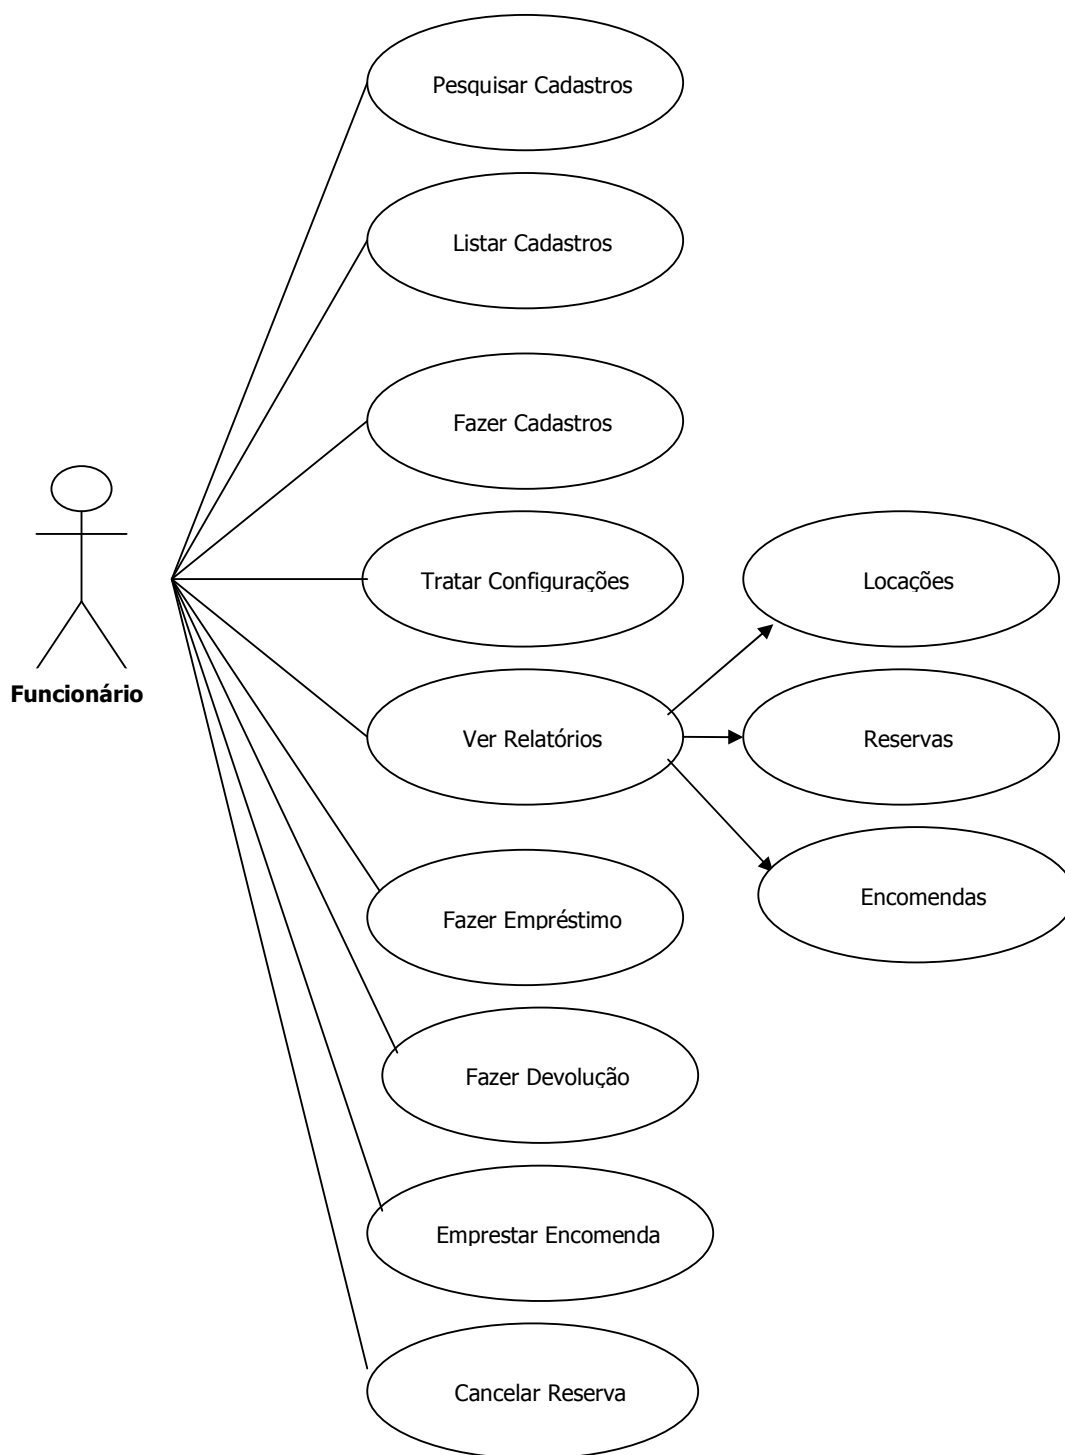 Pesquisar Cadastros
Listar Cadastros
Fazer Cadastros
Tratar Configurações
Locações
Funcionário
Ver Relatórios
Reservas
Encomendas
Fazer Empréstimo
Fazer Devolução
Emprestar Encomenda
Cancelar Reserva